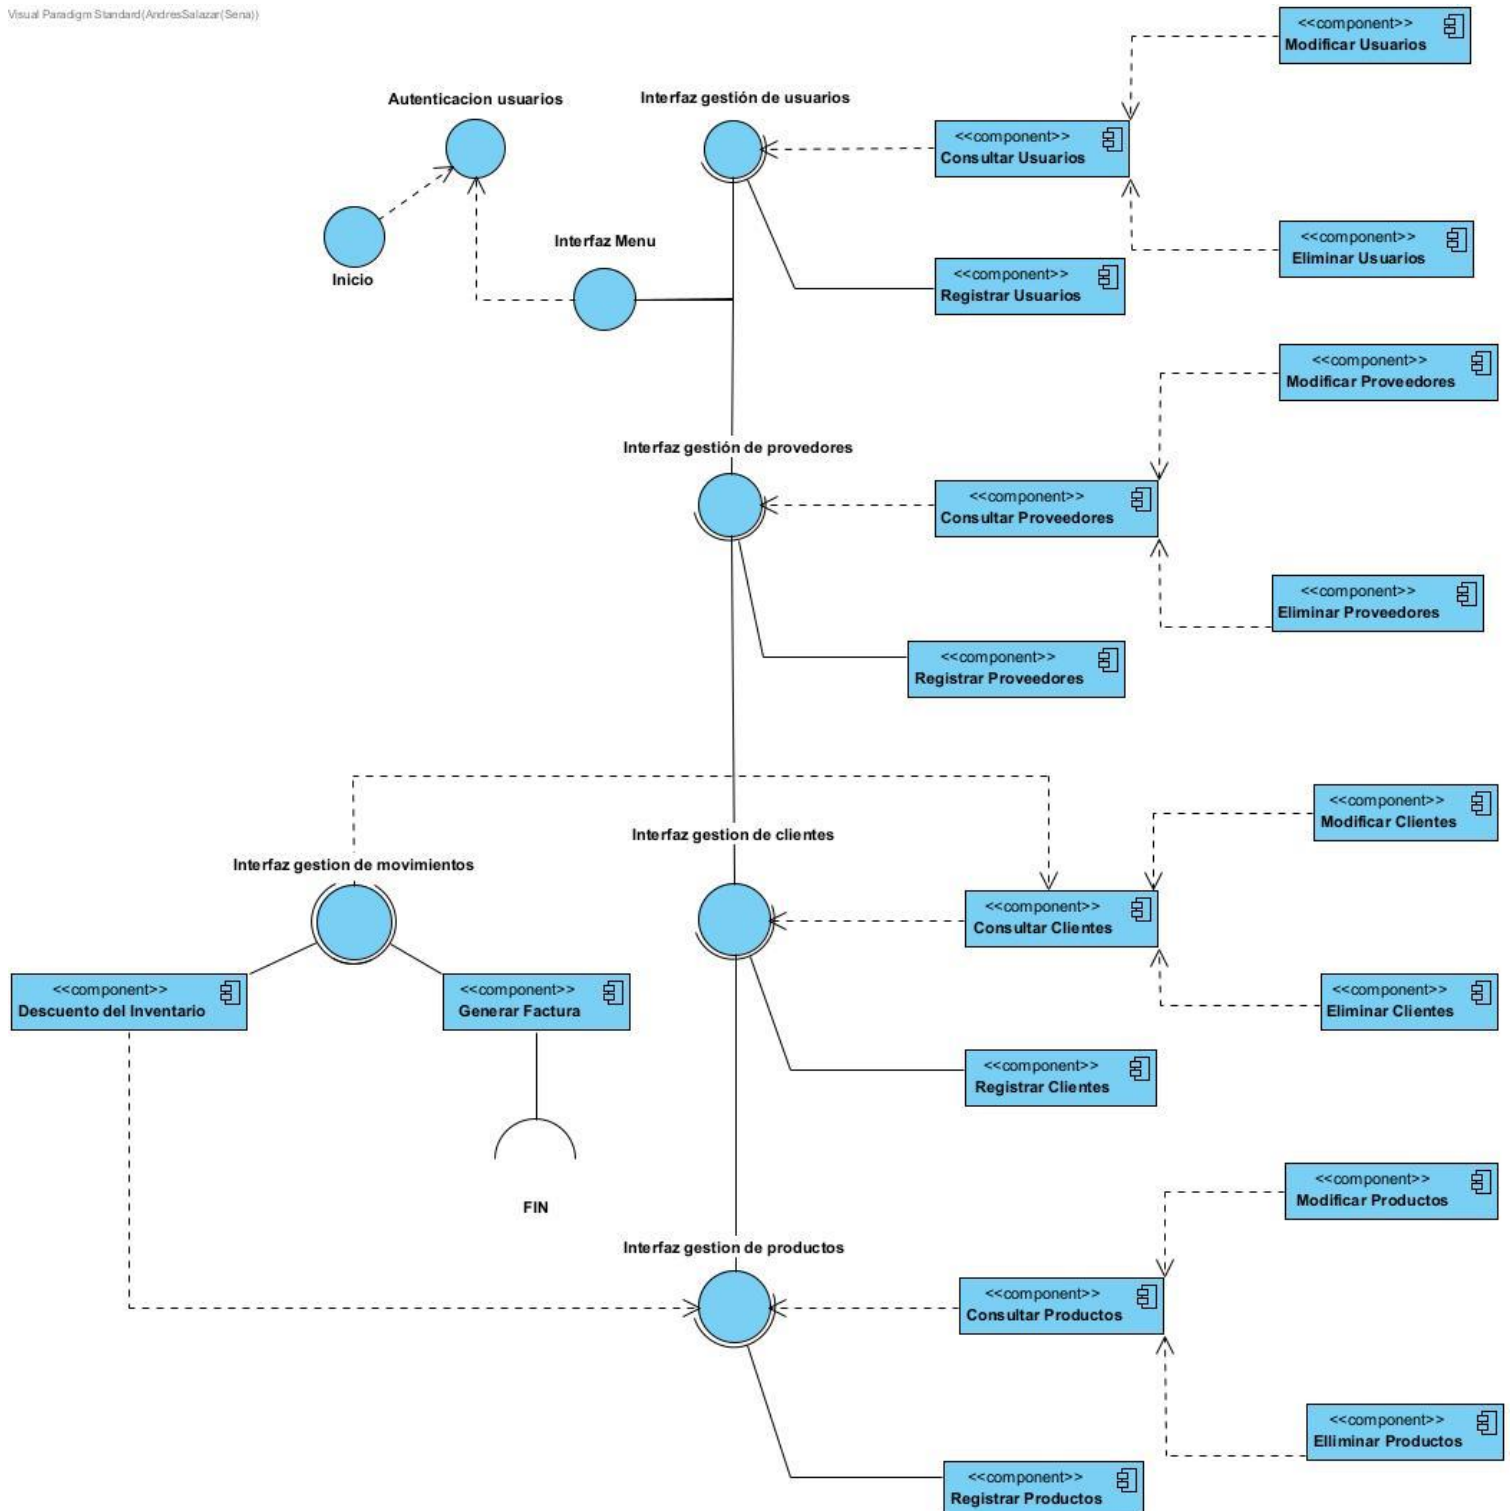 Visual Paradigm Standard(AndresSalazar(Sena))
<<component>>
Modificar Usuarios
Autenticacion usuarios
Interfaz gestión de usuarios
<<component>>
Consultar Usuarios
Interfaz Menu
<<component>>
Eliminar Usuarios
Inicio
<<component>>
Registrar Usuarios
<<component>>
Modificar Proveedores
Interfaz gestión de provedores
<<component>>
Consultar Proveedores
<<component>>
Eliminar Proveedores
<<component>>
Registrar Proveedores
<<component>>
Modificar Clientes
Interfaz gestion de clientes
Interfaz gestion de movimientos
<<component>>
Consultar Clientes
<<component>>
Descuento del Inventario
<<component>>
Generar Factura
<<component>>
Eliminar Clientes
<<component>>
Registrar Clientes
<<component>>
Modificar Productos
FIN
Interfaz gestion de productos
<<component>>
Consultar Productos
<<component>>
Elliminar Productos
<<component>>
Registrar Productos